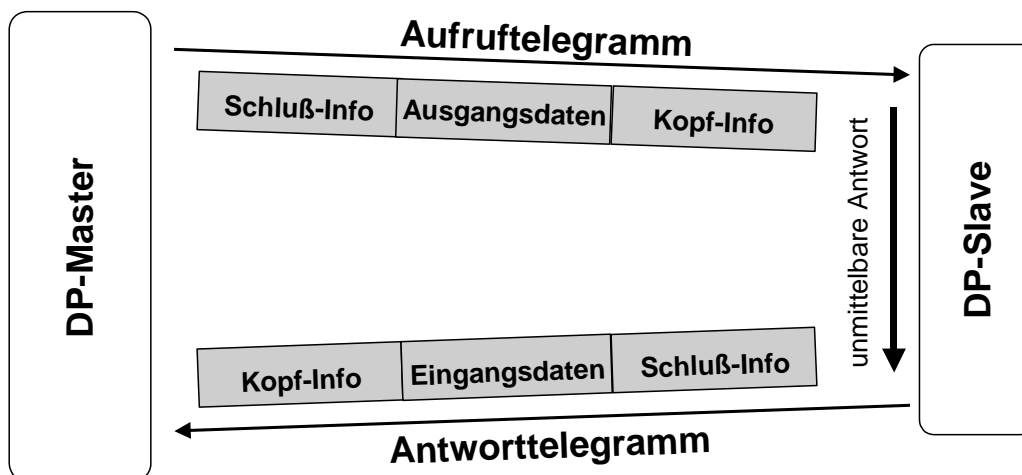 Aufruftelegramm
Schluß-Info
Ausgangsdaten
Kopf-Info
DP-Master
unmittelbare Antwort
DP-Slave
Kopf-Info
Eingangsdaten
Schluß-Info
Antworttelegramm